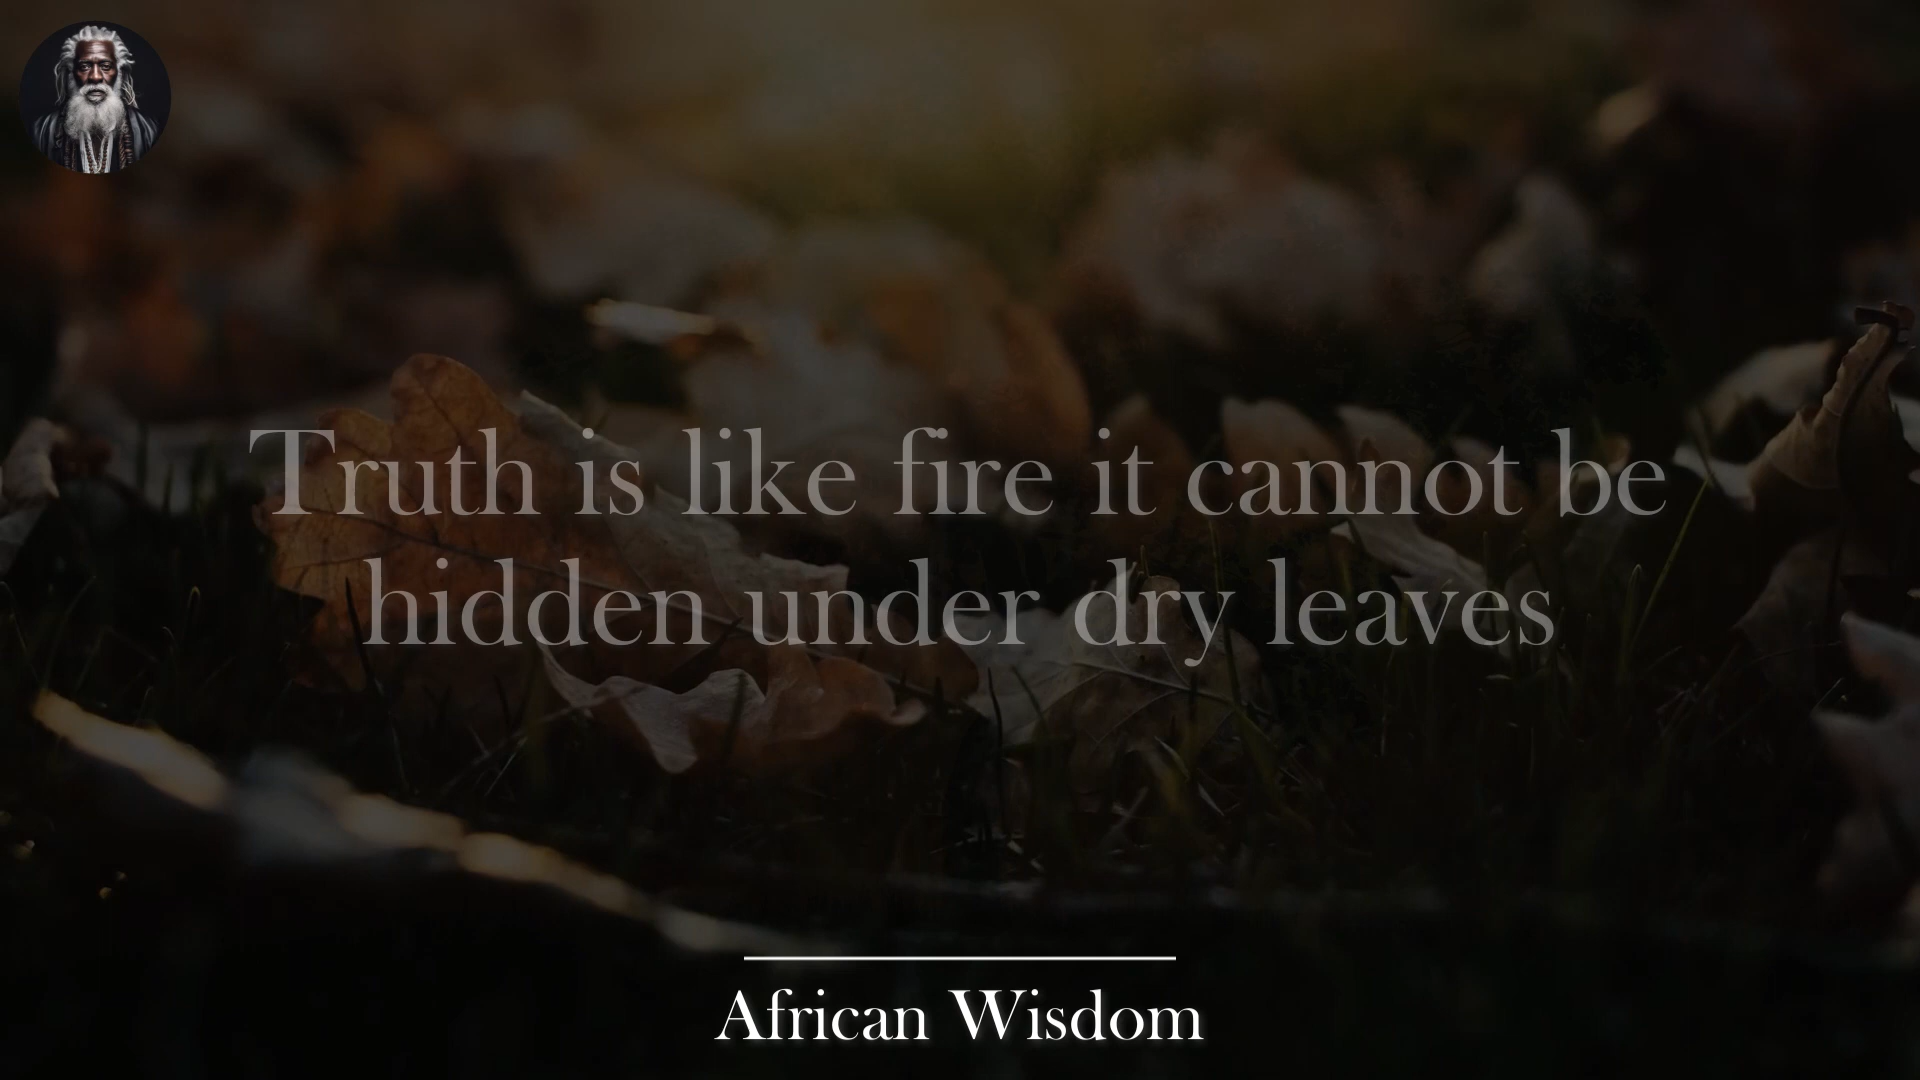 Truth is like fire it cannot be
hidden under dry leaves
African Wisdom